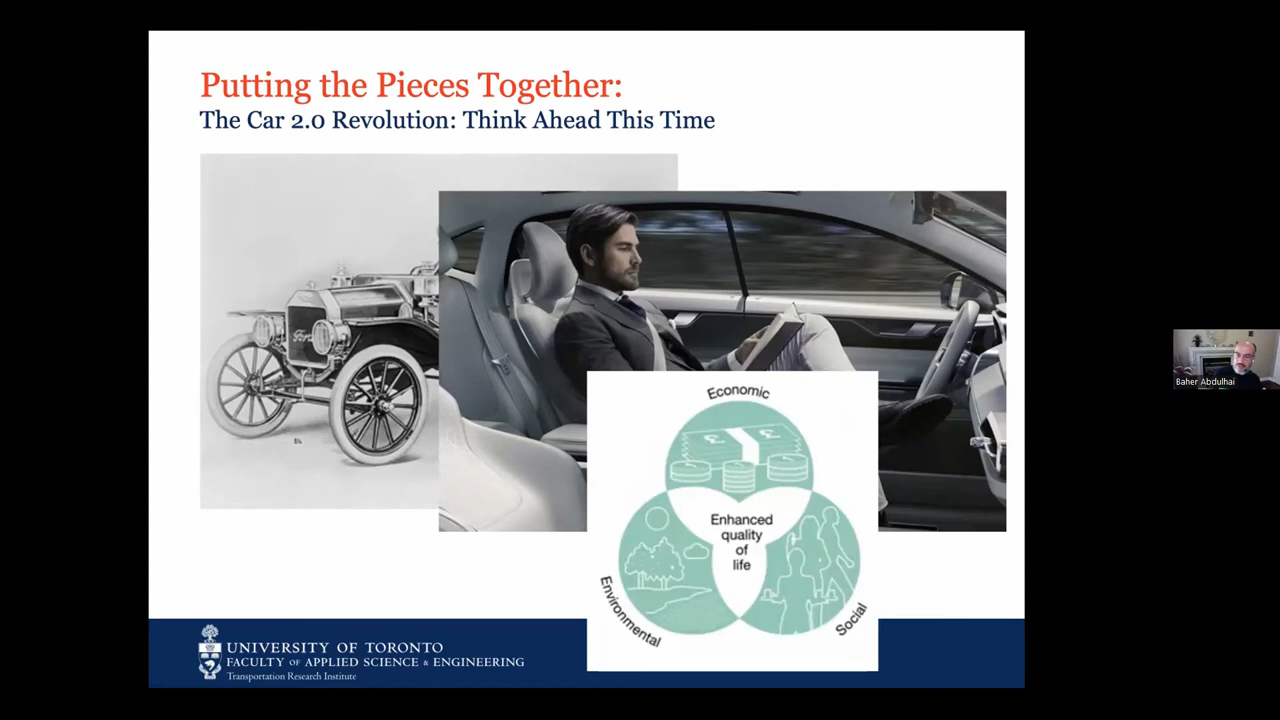 Putting the Pieces Together:
The Car 2.0 Revolution: Think Ahead This Time
Ford
Economic
£ £
Enhanced
quality
of
life
Environmental
Social
Baher Abdulhai
UNIVERSITY OF TORONTO
FACULTY OF APPLIED SCIENCE & ENGINEERING
Transportation Research Institute